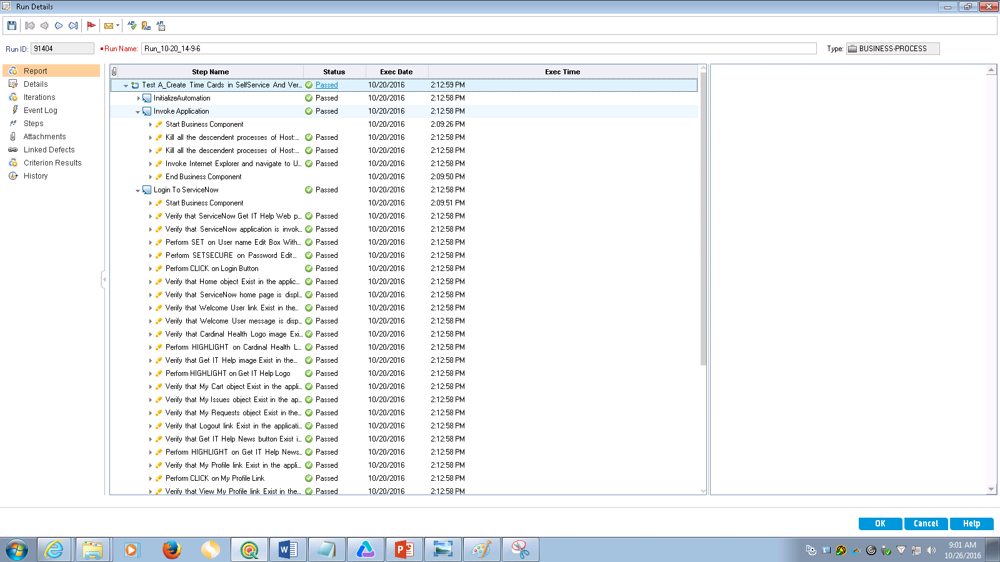 Run Details
Run ID: 91404 Run Name: Run_10-20_14-9-6 Type: BUSINESS-PROCESS
Report
Details
Iterations
Event Log
Steps
Attachments
Linked Defects
Criterion Results
History
Step Name Status Exec Date Exec Time
Test A_Create Time Cards in SelfService And Ver... Passed 10/20/2016 2:12:59 PM
InitializeAutomation Passed 10/20/2016 2:12:58 PM
Invoke Application Passed 10/20/2016 2:12:58 PM
Start Business Component 10/20/2016 2:09:26 PM
Kill all the descendent processes of Host:... Passed 10/20/2016 2:12:58 PM
Kill all the descendent processes of Host:... Passed 10/20/2016 2:12:58 PM
Invoke Internet Explorer and navigate to U... Passed 10/20/2016 2:12:58 PM
End Business Component 10/20/2016 2:09:50 PM
Login To ServiceNow Passed 10/20/2016 2:12:58 PM
Start Business Component 10/20/2016 2:09:51 PM
Verify that ServiceNow Get IT Help Web p... Passed 10/20/2016 2:12:58 PM
Verify that ServiceNow application is invok... Passed 10/20/2016 2:12:58 PM
Perform SET on User name Edit Box With... Passed 10/20/2016 2:12:58 PM
Perform SETSECURE on Password Edit... Passed 10/20/2016 2:12:58 PM
Perform CLICK on Login Button Passed 10/20/2016 2:12:58 PM
Verify that Home object Exist in the applic... Passed 10/20/2016 2:12:58 PM
Verify that ServiceNow home page is displ... Passed 10/20/2016 2:12:58 PM
Verify that Welcome User link Exist in the... Passed 10/20/2016 2:12:58 PM
Verify that Welcome User message is disp... Passed 10/20/2016 2:12:58 PM
Verify that Cardinal Health Logo image Exi... Passed 10/20/2016 2:12:58 PM
Perform HIGHLIGHT on Cardinal Health L... Passed 10/20/2016 2:12:58 PM
Verify that Get IT Help image Exist in the... Passed 10/20/2016 2:12:58 PM
Perform HIGHLIGHT on Get IT Help Logo Passed 10/20/2016 2:12:58 PM
Verify that My Cart object Exist in the appli... Passed 10/20/2016 2:12:58 PM
Verify that My Issues object Exist in the ap... Passed 10/20/2016 2:12:58 PM
Verify that My Requests object Exist in the... Passed 10/20/2016 2:12:58 PM
Verify that Logout link Exist in the applicati... Passed 10/20/2016 2:12:58 PM
Verify that Get IT Help News button Exist i... Passed 10/20/2016 2:12:58 PM
Perform HIGHLIGHT on Get IT Help News... Passed 10/20/2016 2:12:58 PM
Verify that My Profile link Exist in the appli... Passed 10/20/2016 2:12:58 PM
Perform CLICK on My Profile Link Passed 10/20/2016 2:12:58 PM
Verify that View My Profile link Exist in the... Passed 10/20/2016 2:12:58 PM
OK Cancel Help
9:01 AM
10/26/2016